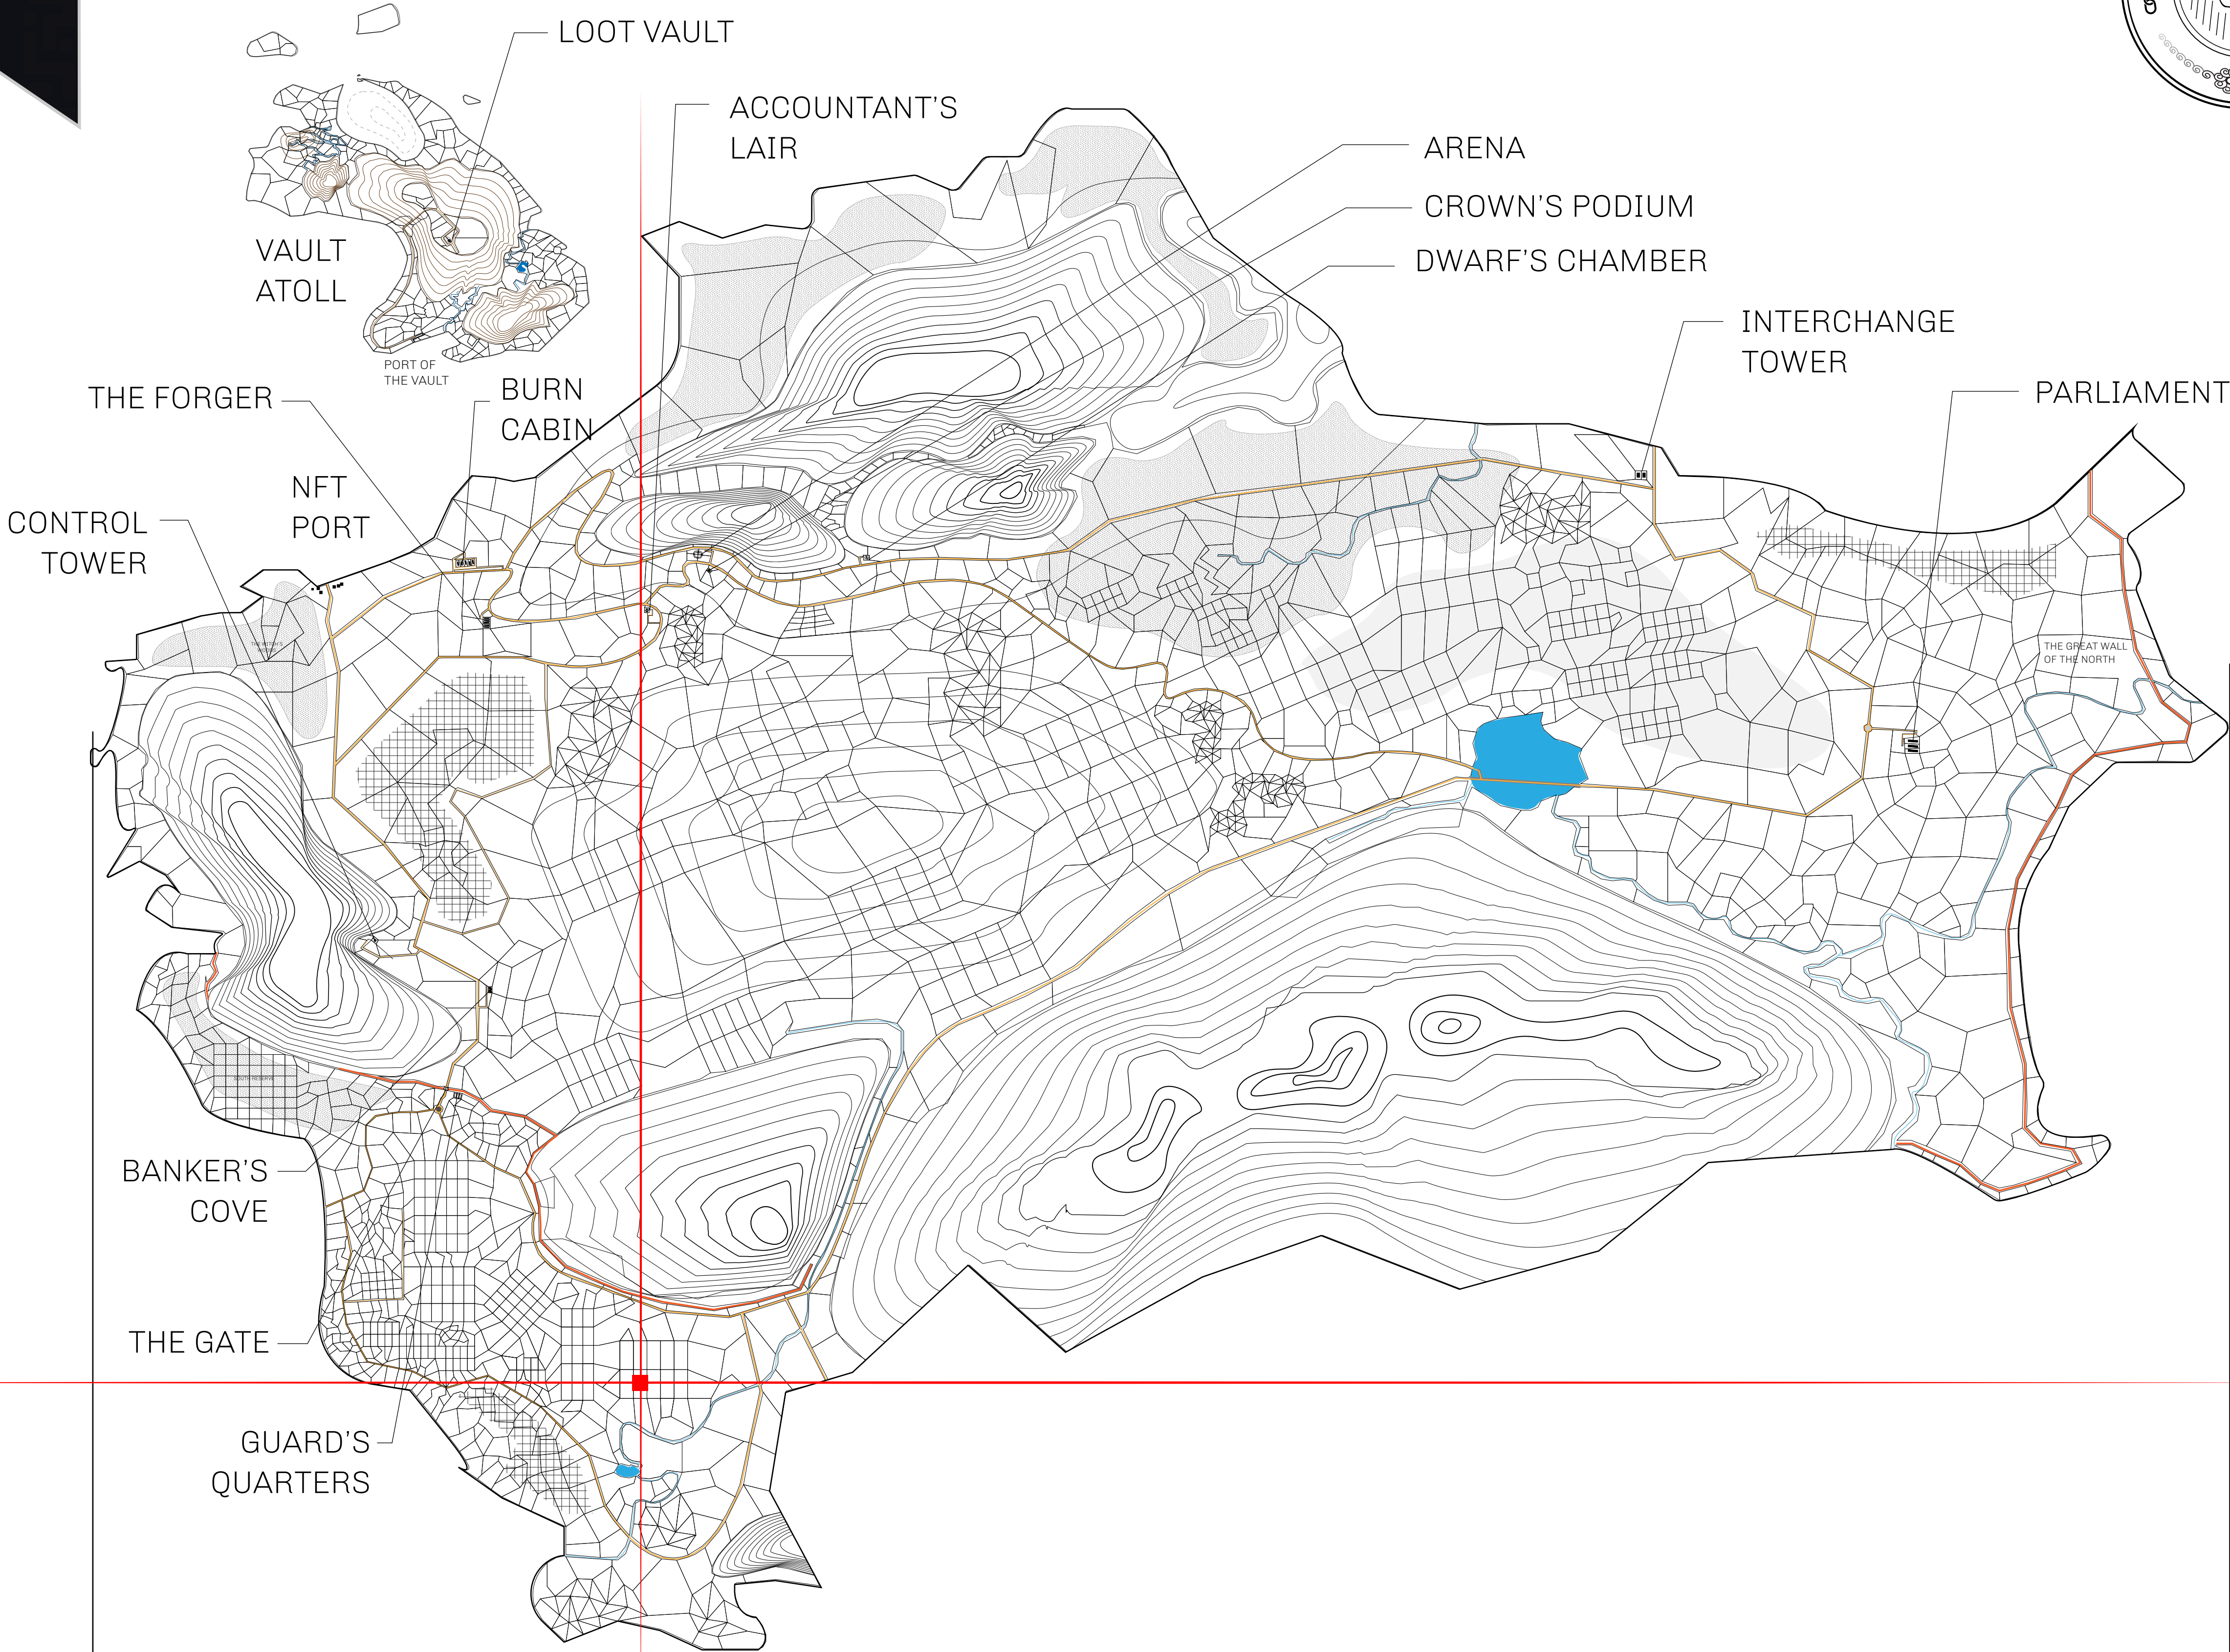 LOOT VAULT
ACCOUNTANT'S
LAIR
ARENA
CROWN'S PODIUM
DWARF'S CHAMBER
VAULT
ATOLL
INTERCHANGE
TOWER
PORT OF
THE VAULT
THE FORGER
BURN
CABIN
PARLIAMENT
NFT
PORT
CONTROL
TOWER
THE GREAT WALL
OF THE NORTH
SOUTH RESERVE
BANKER'S
COVE
THE GATE
GUARD'S
QUARTERS